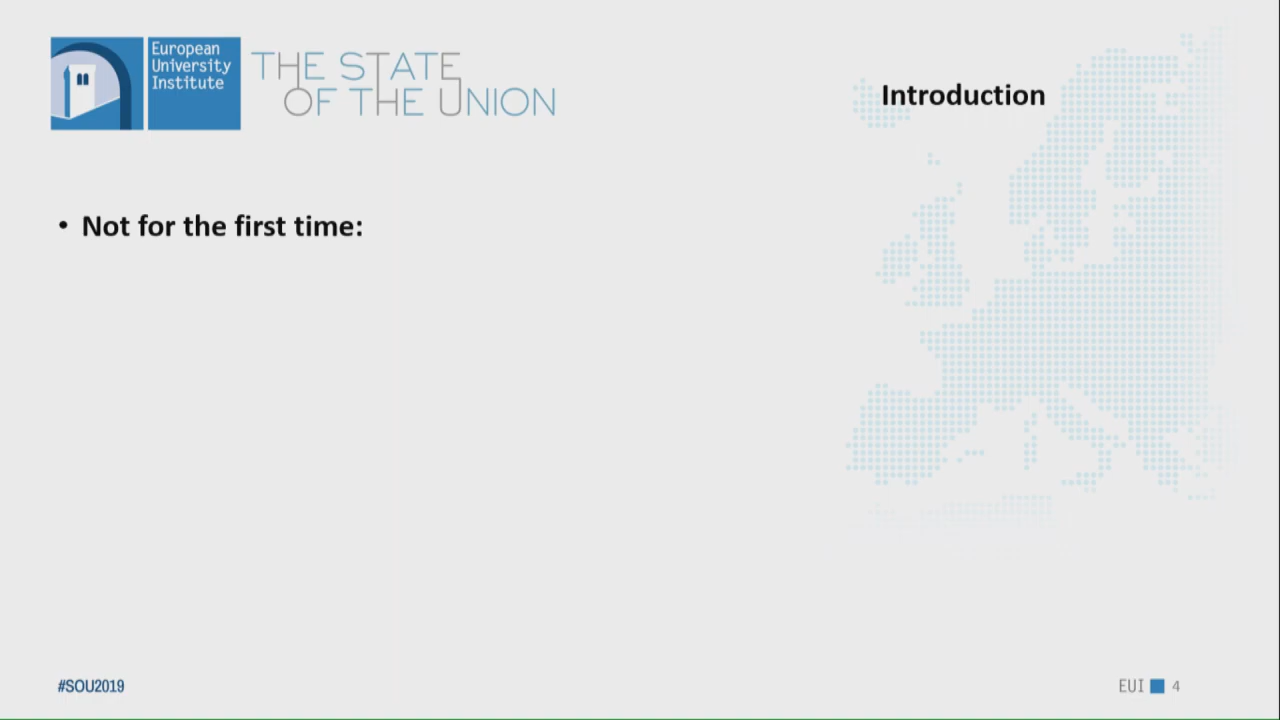 European
University
Institute
THE STATE
OF THE UNION
Introduction
• Not for the first time:
#SOU2019
EUI 4